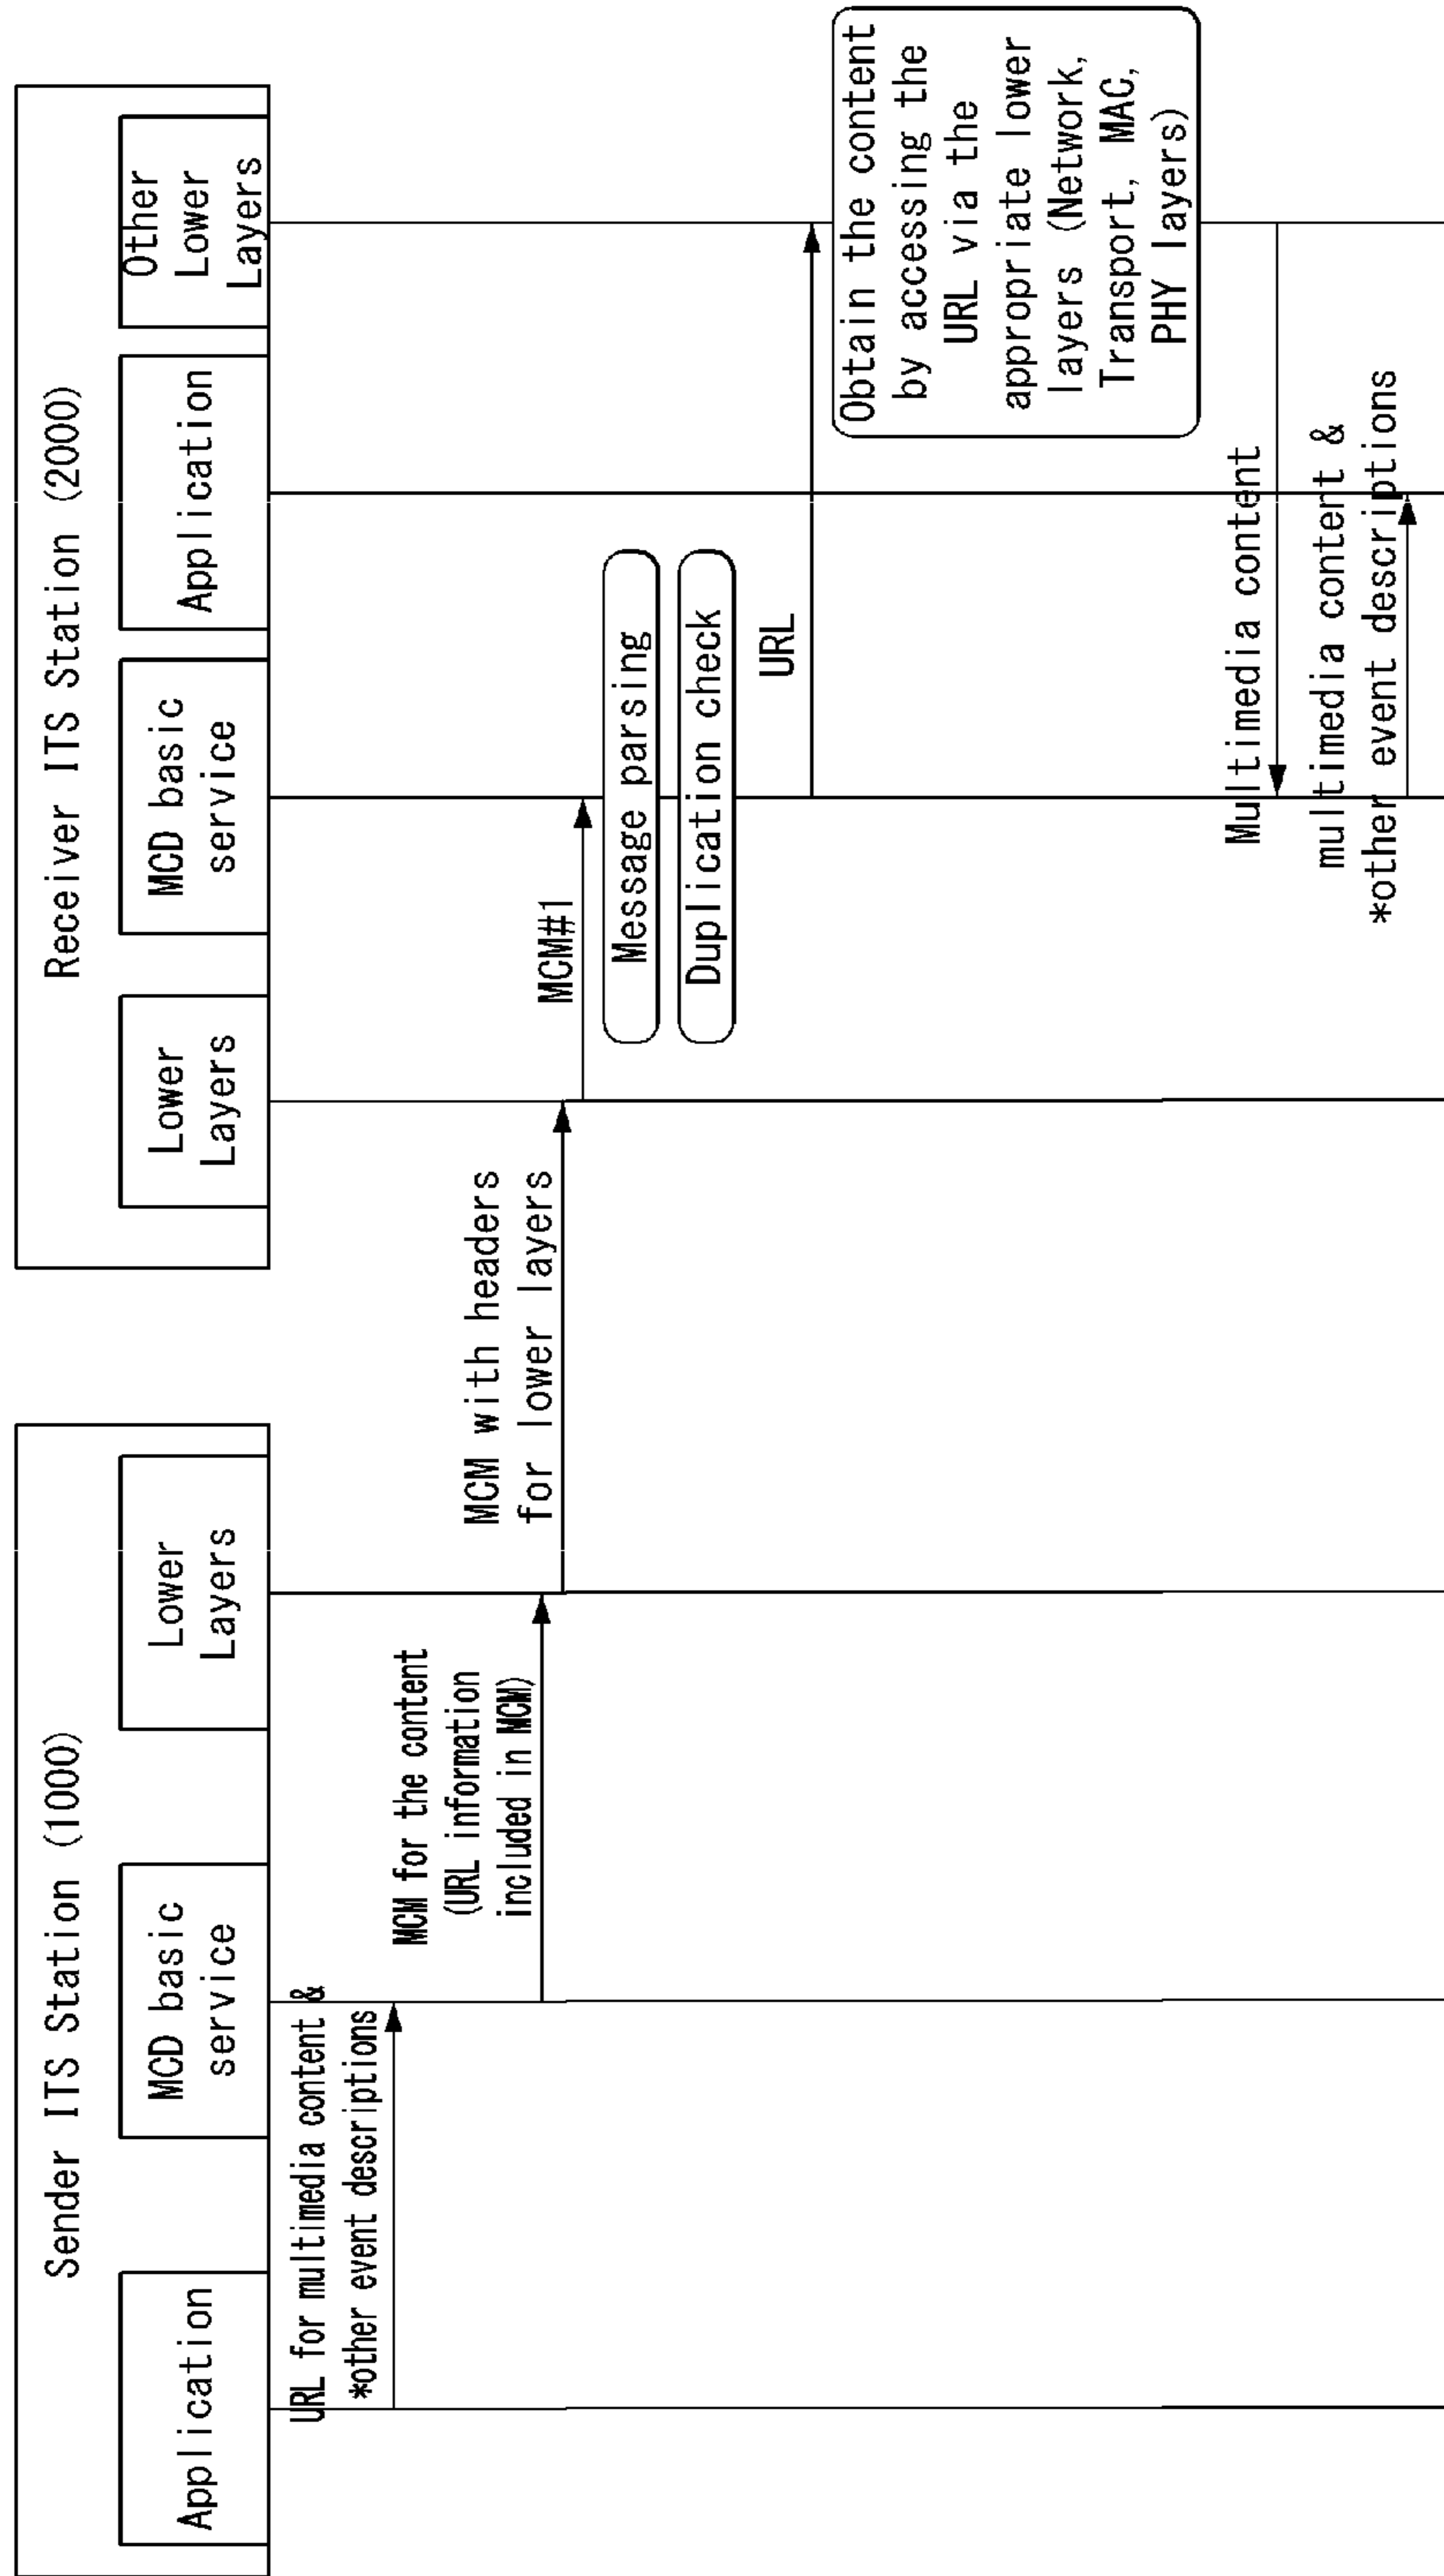 Sender ITS Station (1000)
Application
MCD basic
service
Lower
Layers
Receiver ITS Station (2000)
Lower
Layers
MCD basic
service
Application
Other
Lower
Layers
URL for multimedia content &
*other event descriptions
MCM for the content
(URL information
included in MCM)
MCM with headers
for lower layers
MCM#1
Message parsing
Duplication check
URL
Obtain the content
by accessing the
URL via the
appropriate lower
layers (Network,
Transport, MAC,
PHY layers)
Multimedia content
multimedia content &
*other event descriptions